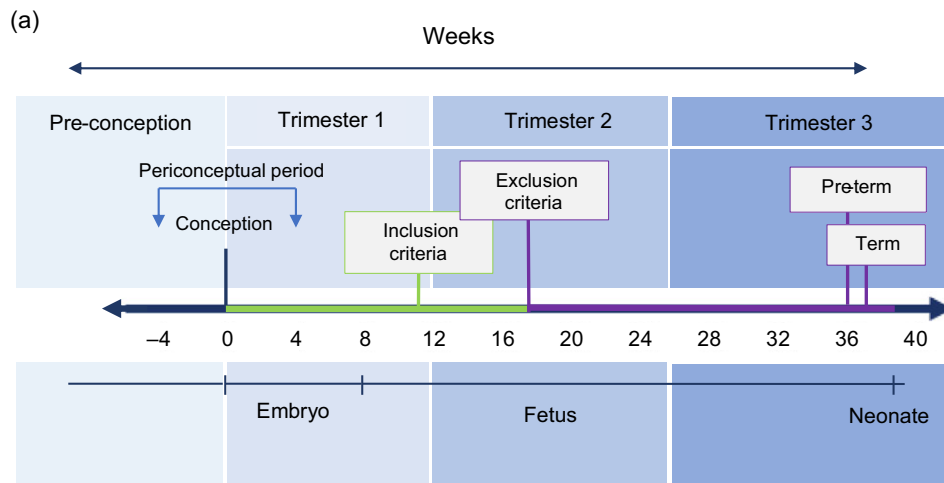 (a)
Weeks
Pre-conception
Trimester 1
Trimester 2
Trimester 3
Periconceptual period
Conception
Inclusion
criteria
Exclusion
criteria
Pre-term
Term
–4 0 4 8 12 16 20 24 28 32 36 40
Embryo
Fetus
Neonate